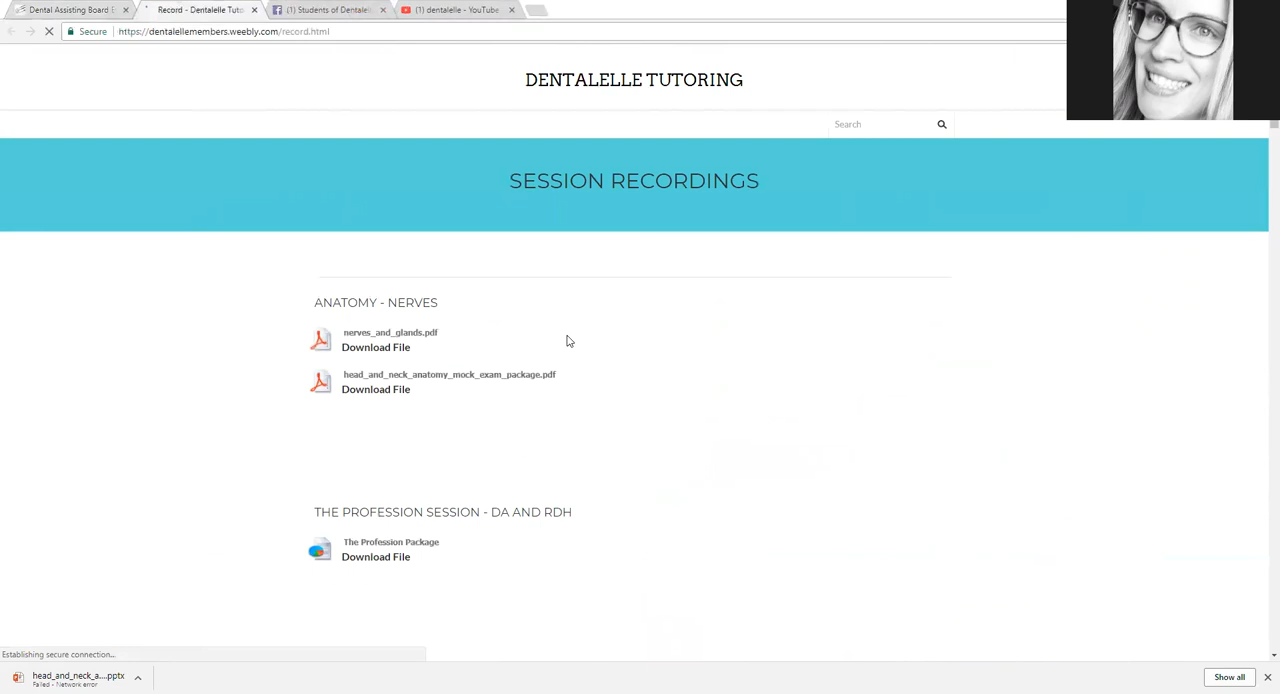 Dental Assisting Board E
Record - Dentalelle Tuto
(1) Students of Dentalel
(1) dentalelle - YouTube
Secure
https://dentalellemembers.weebly.com/record.html
DENTALELLE TUTORING
Search
SESSION RECORDINGS
ANATOMY - NERVES
nerves_and_glands.pdf
Download File
head_and_neck_anatomy_mock_exam_package.pdf
Download File
THE PROFESSION SESSION - DA AND RDH
The Profession Package
Download File
Establishing secure connection...
head_and_neck_a....pptx
Failed - Network error
Show all